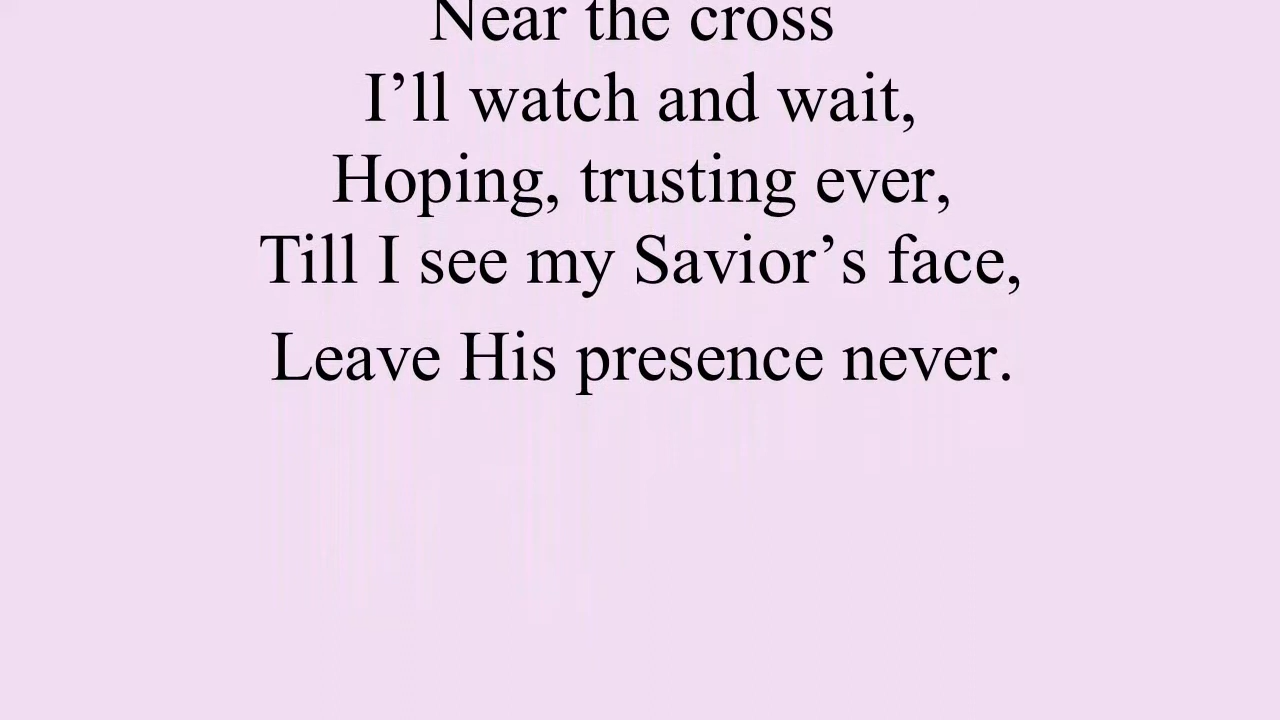 Near the cross
I’ll watch and wait,
Hoping, trusting ever,
Till I see my Savior’s face,
Leave His presence never.